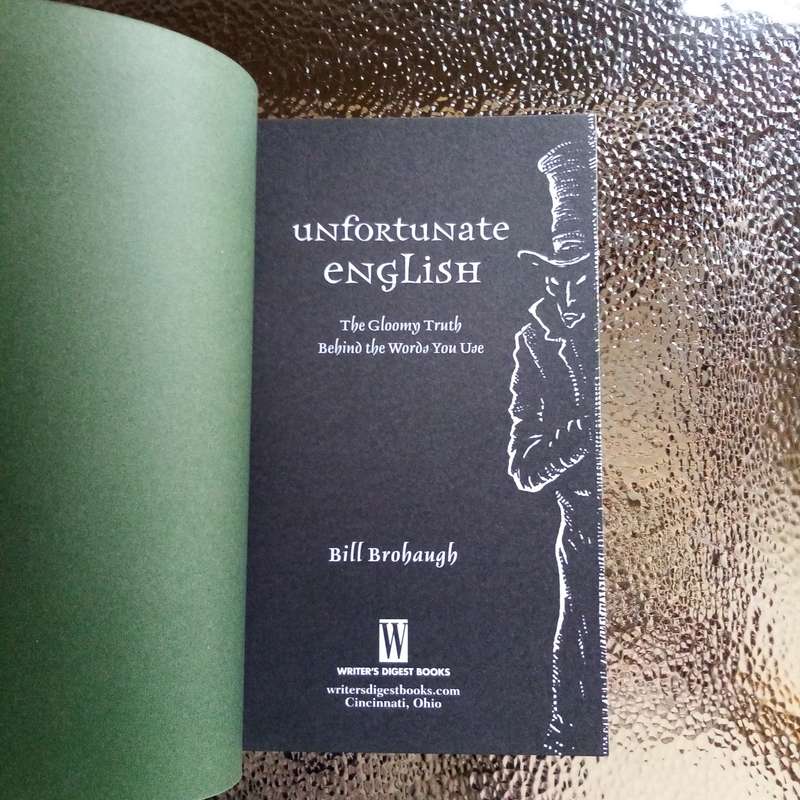 unfortunate
english
The Gloomy Truth
Behind the Words You Use
Bill Brohaugh
W
WRITER'S DIGEST BOOKS
writersdigestbooks.com
Cincinnati, Ohio